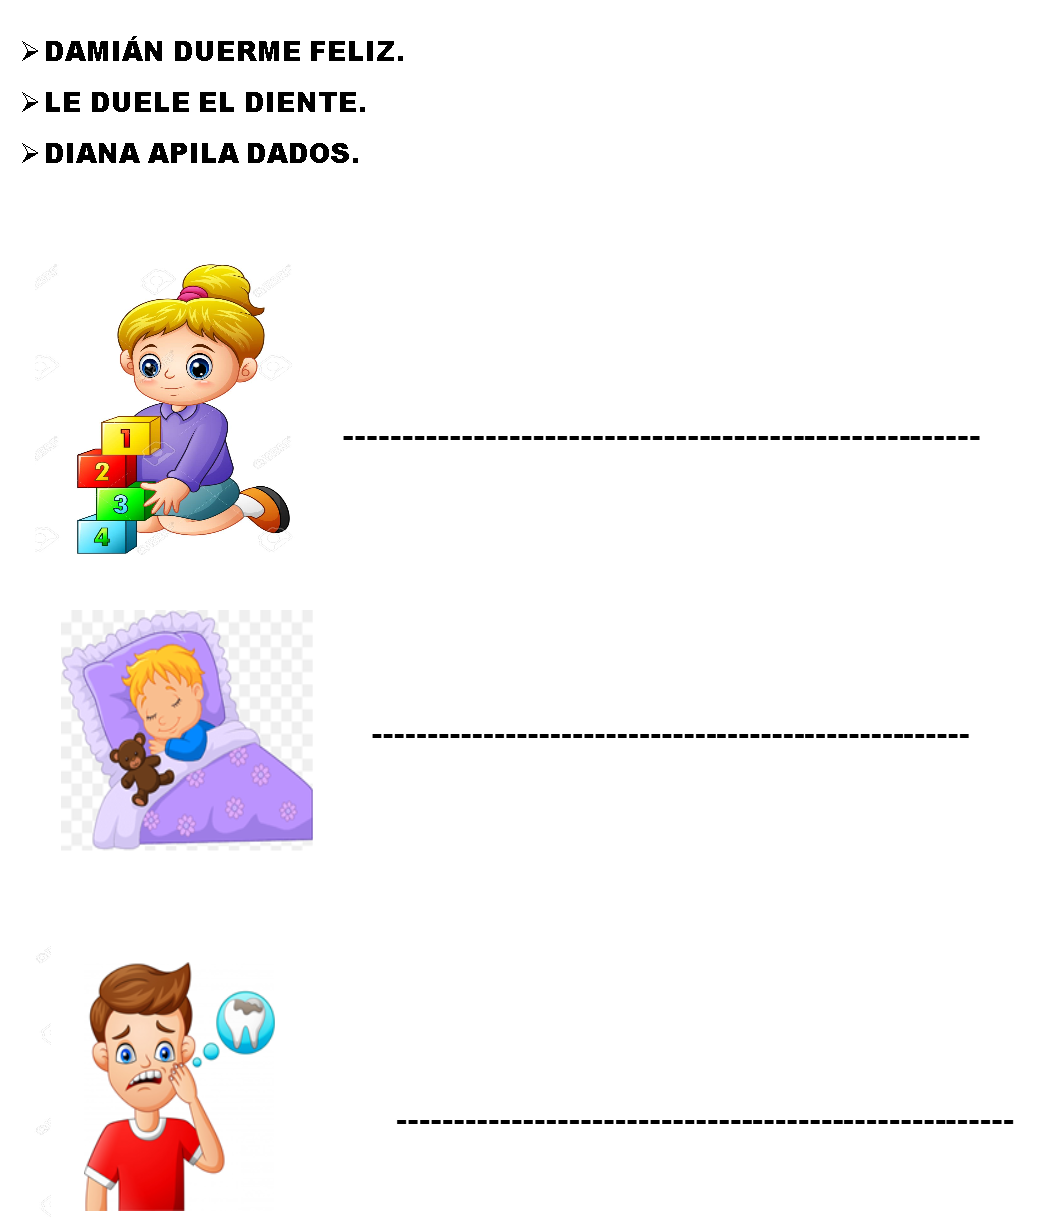 DAMIÁN DUERME FELIZ.
LE DUELE EL DIENTE.
DIANA APILA DADOS.
1
2
3
4